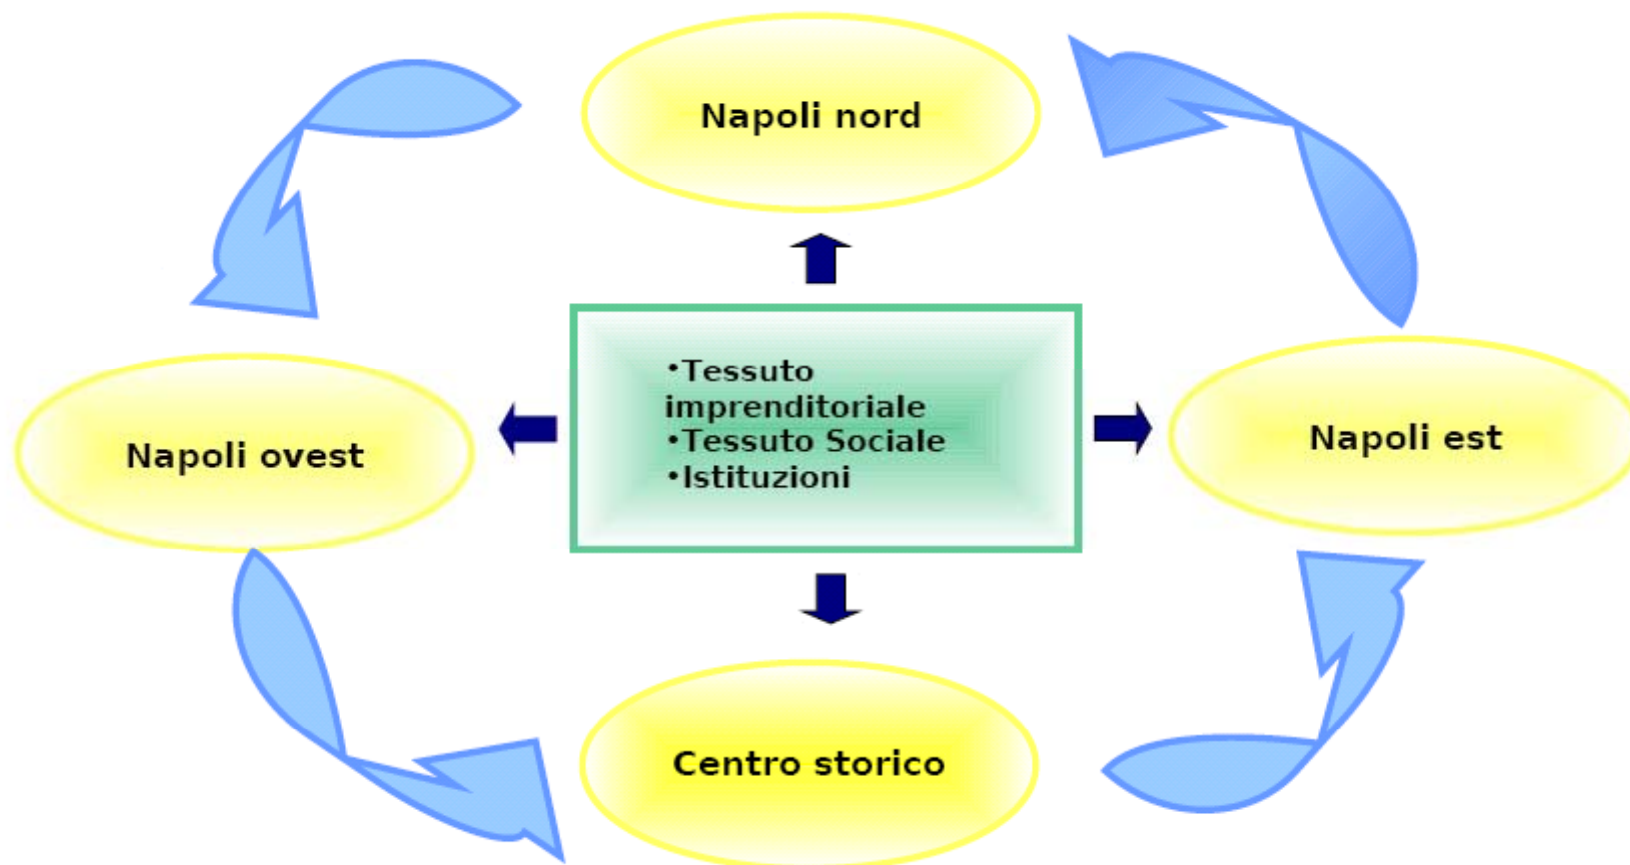 Napoli nord
•Tessuto
imprenditoriale
•Tessuto Sociale
•Istituzioni
Napoli ovest
Napoli est
Centro storico